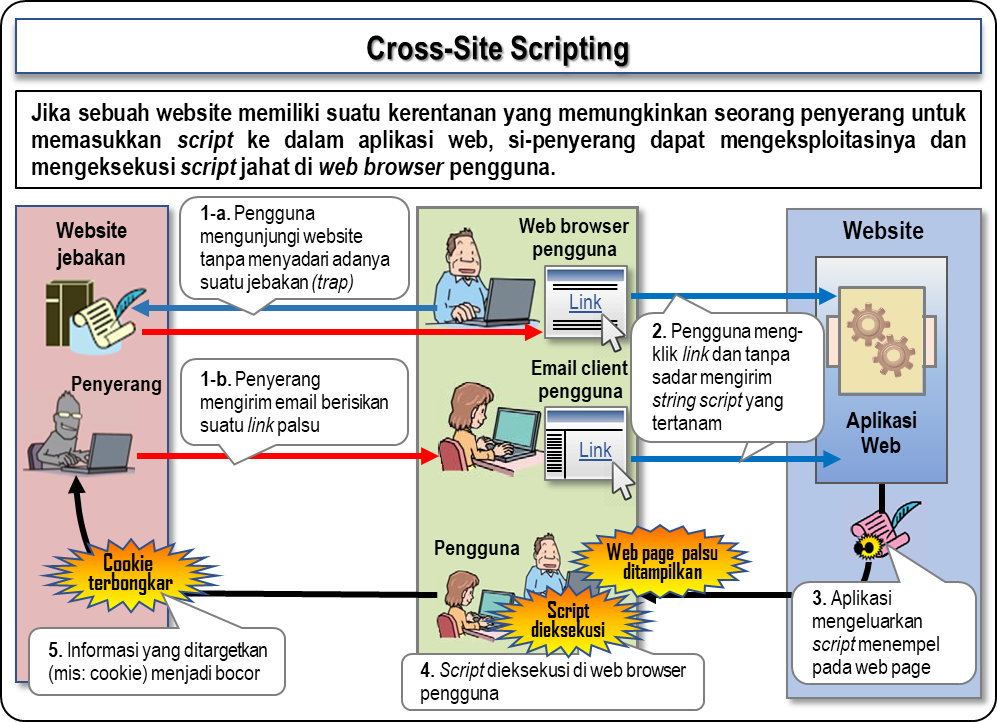 Cross-Site Scripting
Jika sebuah website memiliki suatu kerentanan yang memungkinkan seorang penyerang untuk
memasukkan script ke dalam aplikasi web, si-penyerang dapat mengeksploitasinya dan
mengeksekusi script jahat di web browser pengguna.
Website
jebakan
1-a. Pengguna
mengunjungi website
tanpa menyadari adanya
suatu jebakan (trap)
Web browser
pengguna
Link
Website
2. Pengguna meng-
klik link dan tanpa
sadar mengirim
string script yang
tertanam
Penyerang
1-b. Penyerang
mengirim email berisikan
suatu link palsu
Email client
pengguna
Link
Aplikasi
Web
Pengguna
Web page palsu
ditampilkan
Cookie
terbongkar
Script
dieksekusi
3. Aplikasi
mengeluarkan
script menempel
pada web page
5. Informasi yang ditargetkan
(mis: cookie) menjadi bocor
4. Script dieksekusi di web browser
pengguna